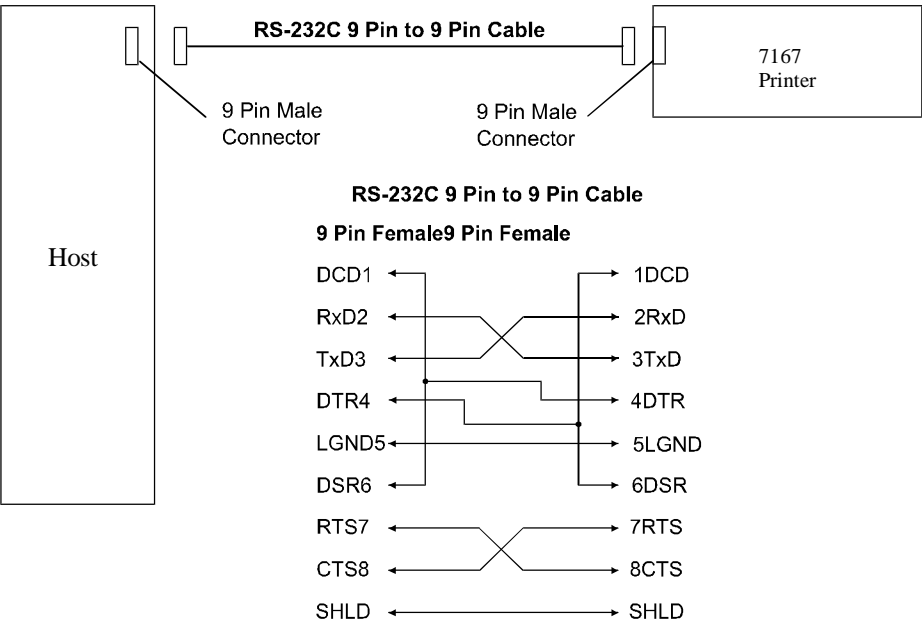 RS-232C 9 Pin to 9 Pin Cable
7167
Printer
9 Pin Male
Connector
9 Pin Male
Connector
Host
RS-232C 9 Pin to 9 Pin Cable
9 Pin Female9 Pin Female
DCD1 1DCD
RxD2 2RxD
TxD3 3TxD
DTR4 4DTR
LGND5 5LGND
DSR6 6DSR
RTS7 7RTS
CTS8 8CTS
SHLD SHLD